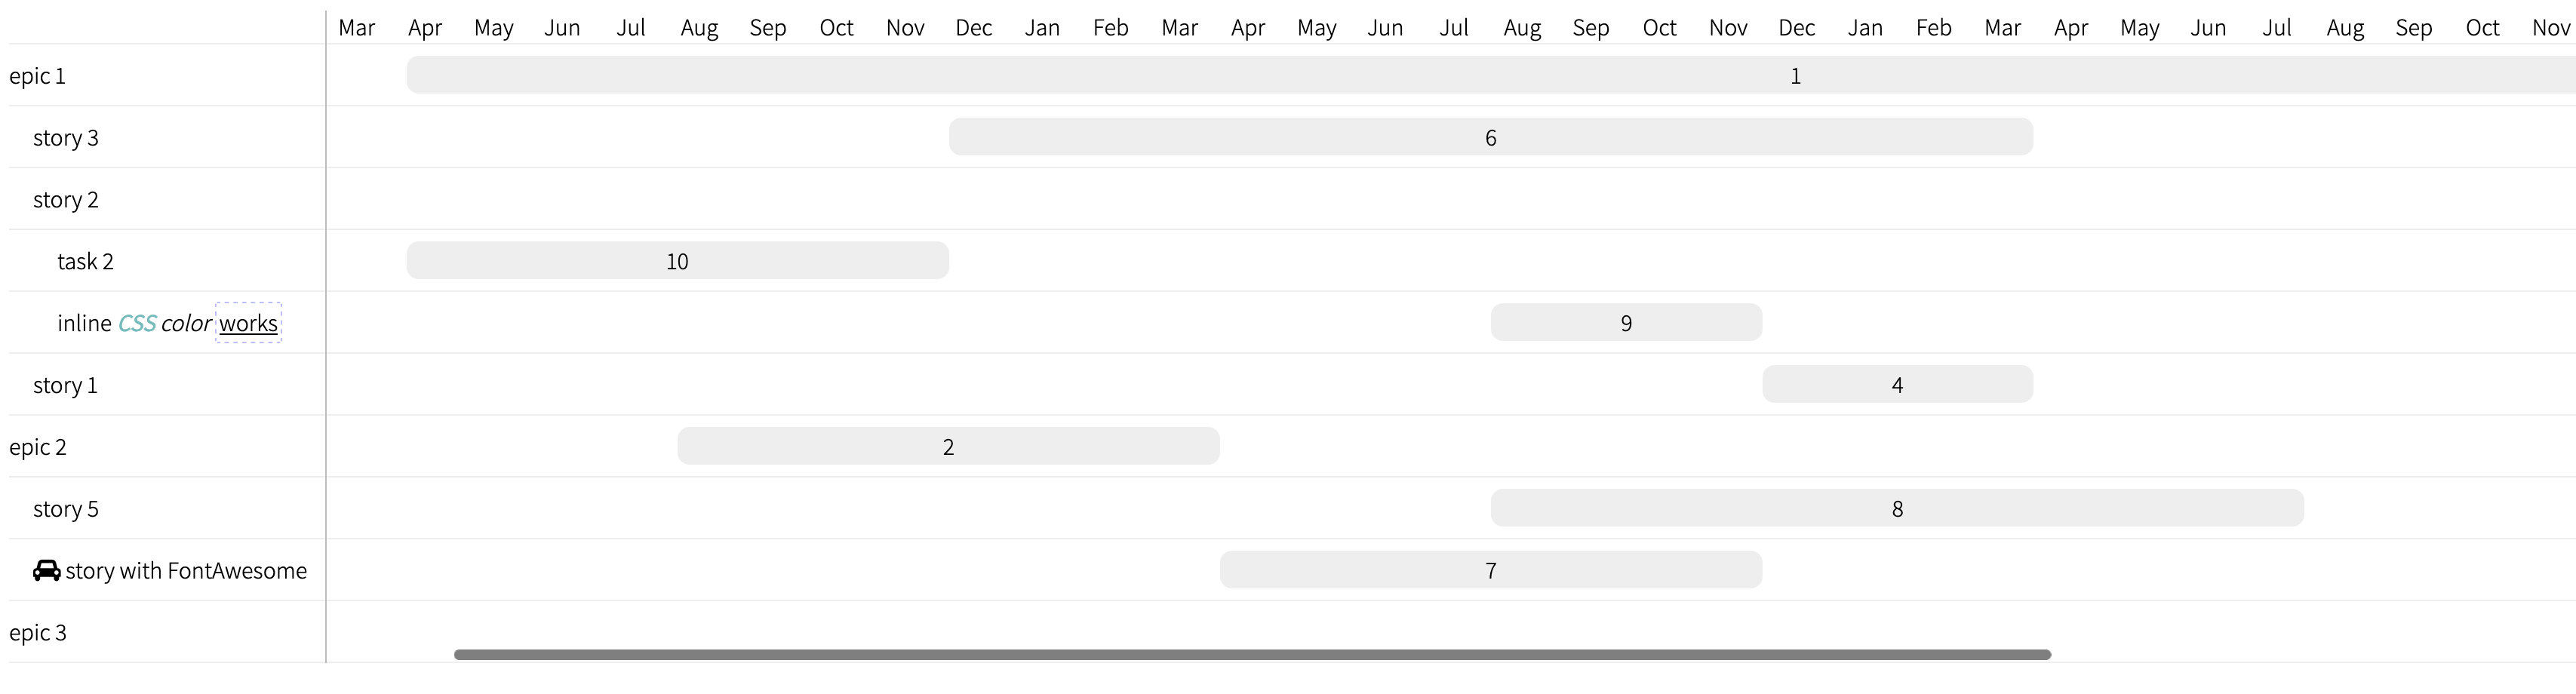 Mar Apr May Jun Jul Aug Sep Oct Nov Dec Jan Feb Mar Apr May Jun Jul Aug Sep Oct Nov Dec Jan Feb Mar Apr May Jun Jul Aug Sep Oct Nov
epic 1 1
story 3 6
story 2
task 2 10
inline CSS color works 9
story 1 4
epic 2 2
story 5 8
story with FontAwesome 7
epic 3